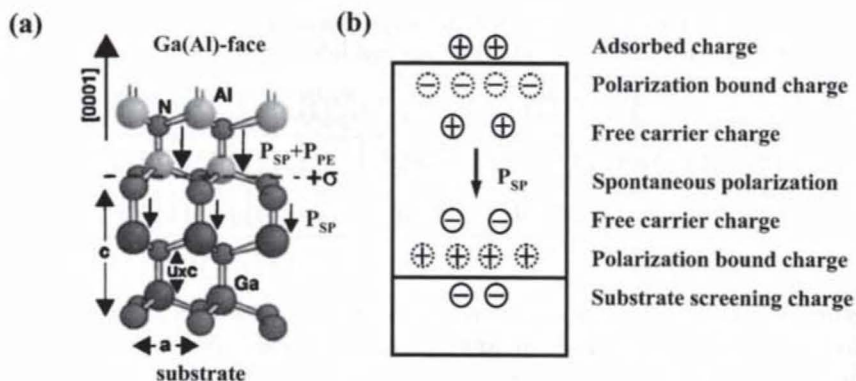 (a)
Ga(Al)-face
[0001]
N
Al
P_SP+P_PE
+σ
P_SP
c
uxc
Ga
a
substrate
(b)
Adsorbed charge
Polarization bound charge
Free carrier charge
P_SP
Spontaneous polarization
Free carrier charge
Polarization bound charge
Substrate screening charge